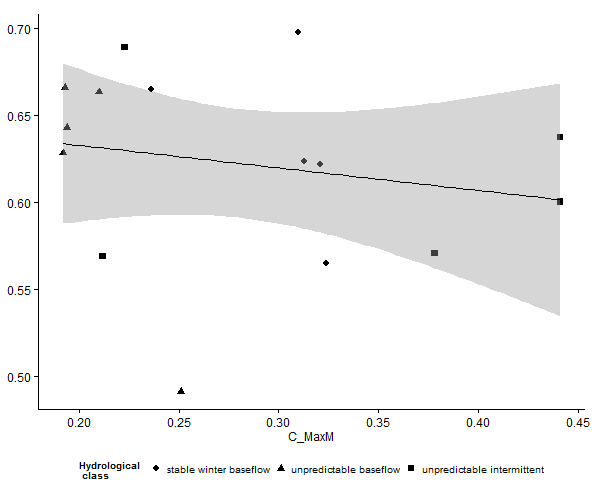 0.70
0.65
0.60
0.55
0.50
0.20 0.25 0.30 0.35 0.40 0.45
C_MaxM
Hydrological
class
stable winter baseflow unpredictable baseflow unpredictable intermittent